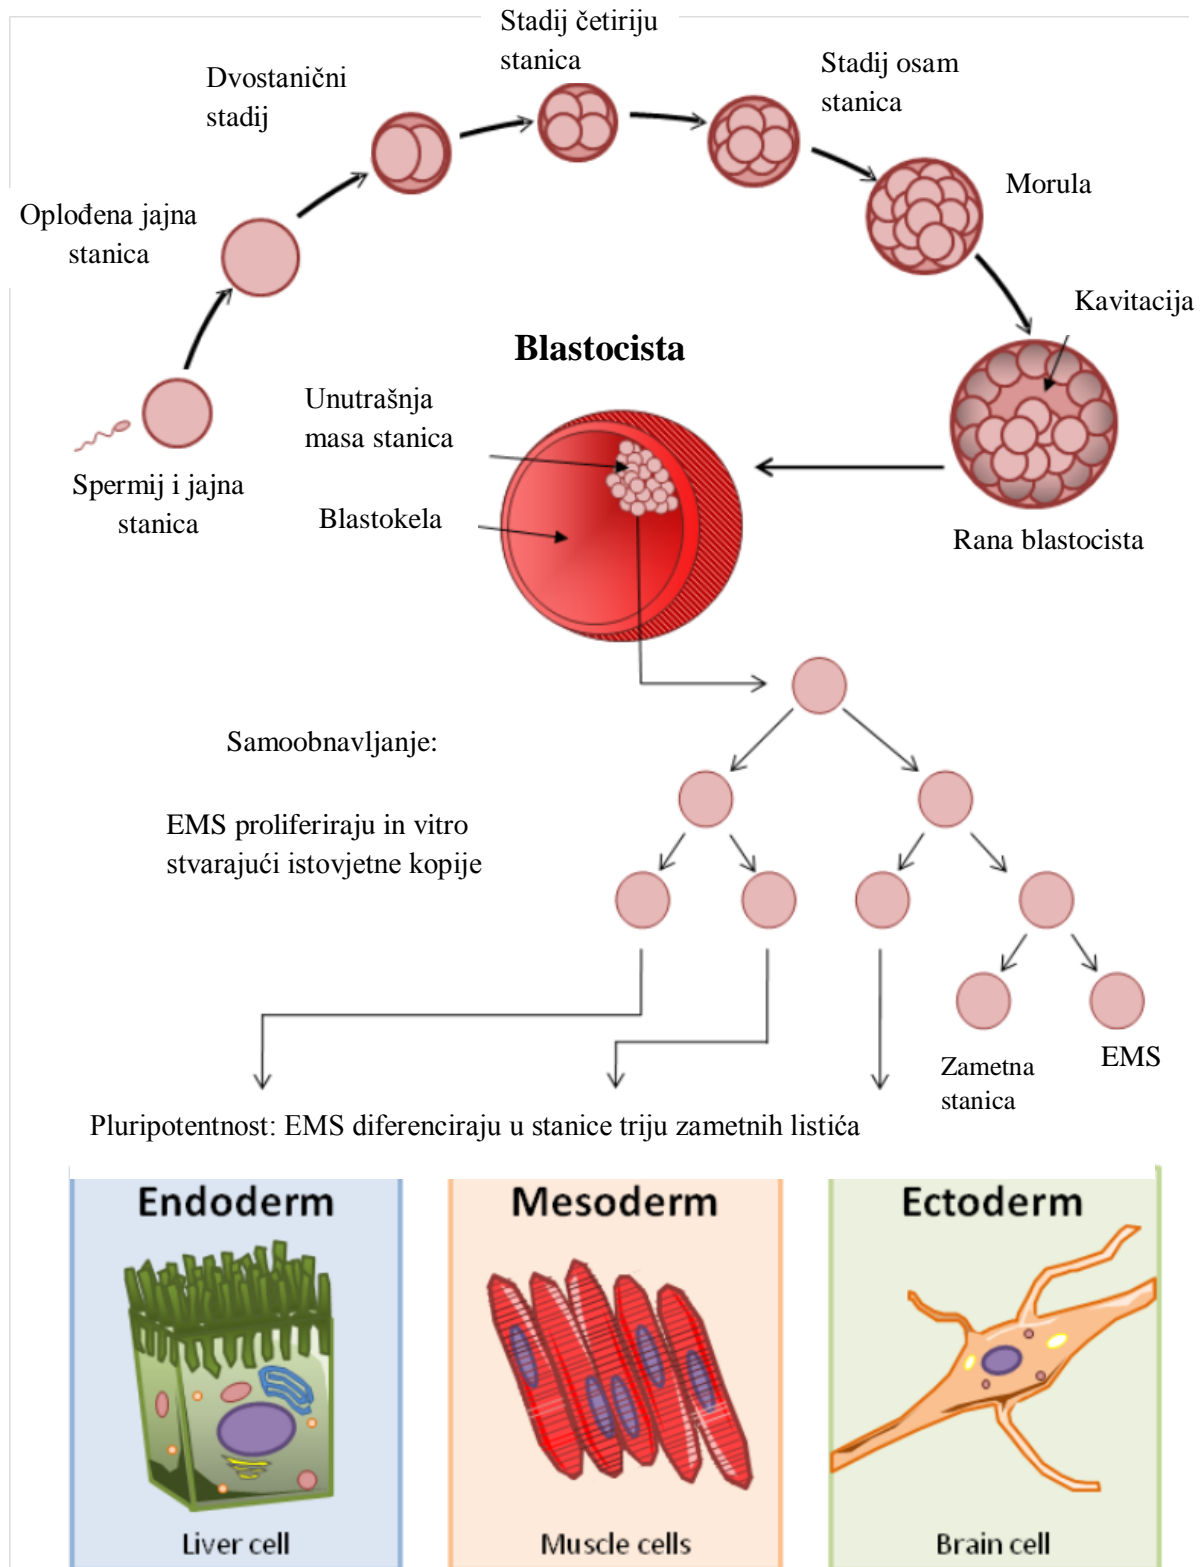 Stadij četiriju
stanica
Dvostanični
stadij
Stadij osam
stanica
Morula
Oplođena jajna
stanica
Kavitacija
Blastocista
Unutrašnja
masa stanica
Spermij i jajna
stanica
Blastokela
Rana blastocista
Samoobnavljanje:
EMS proliferiraju in vitro
stvarajući istovjetne kopije
Zametna
stanica
EMS
Pluripotentnost: EMS diferenciraju u stanice triju zametnih listića
Endoderm
Mesoderm
Ectoderm
Liver cell
Muscle cells
Brain cell